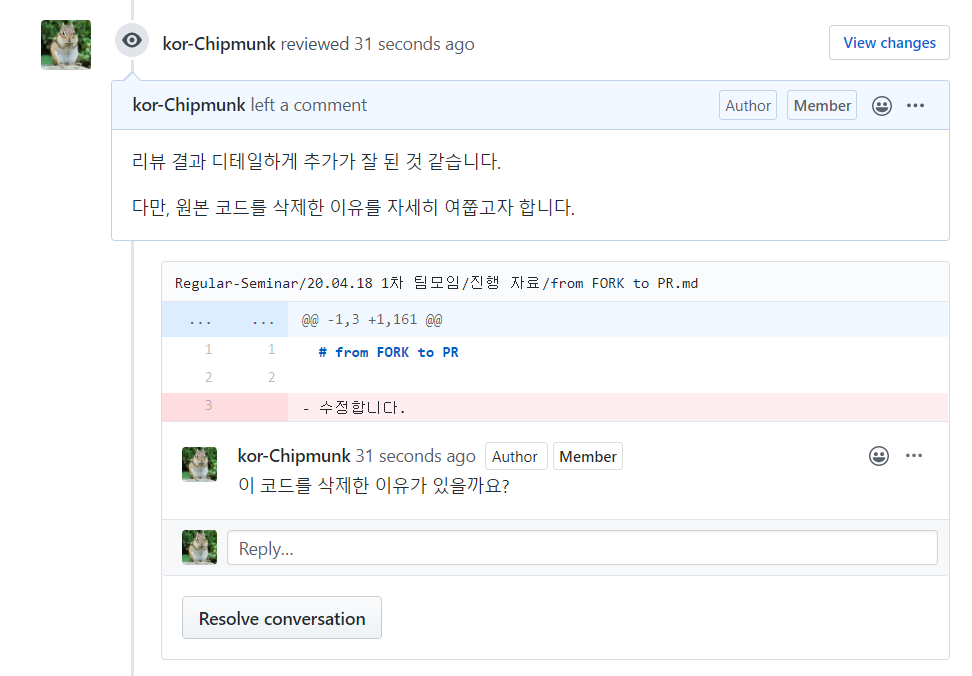 kor-Chipmunk reviewed 31 seconds ago
View changes
kor-Chipmunk left a comment
Author
Member
리뷰 결과 디테일하게 추가가 잘 된 것 같습니다.
다만, 원본 코드를 삭제한 이유를 자세히 여쭙고자 합니다.
Regular-Seminar/20.04.18 1차 팀모임/진행 자료/from FORK to PR.md
... ... @@ -1,3 +1,161 @@
1 1 # from FORK to PR
2 2
3 - 수정합니다.
kor-Chipmunk 31 seconds ago Author Member
이 코드를 삭제한 이유가 있을까요?
Reply...
Resolve conversation